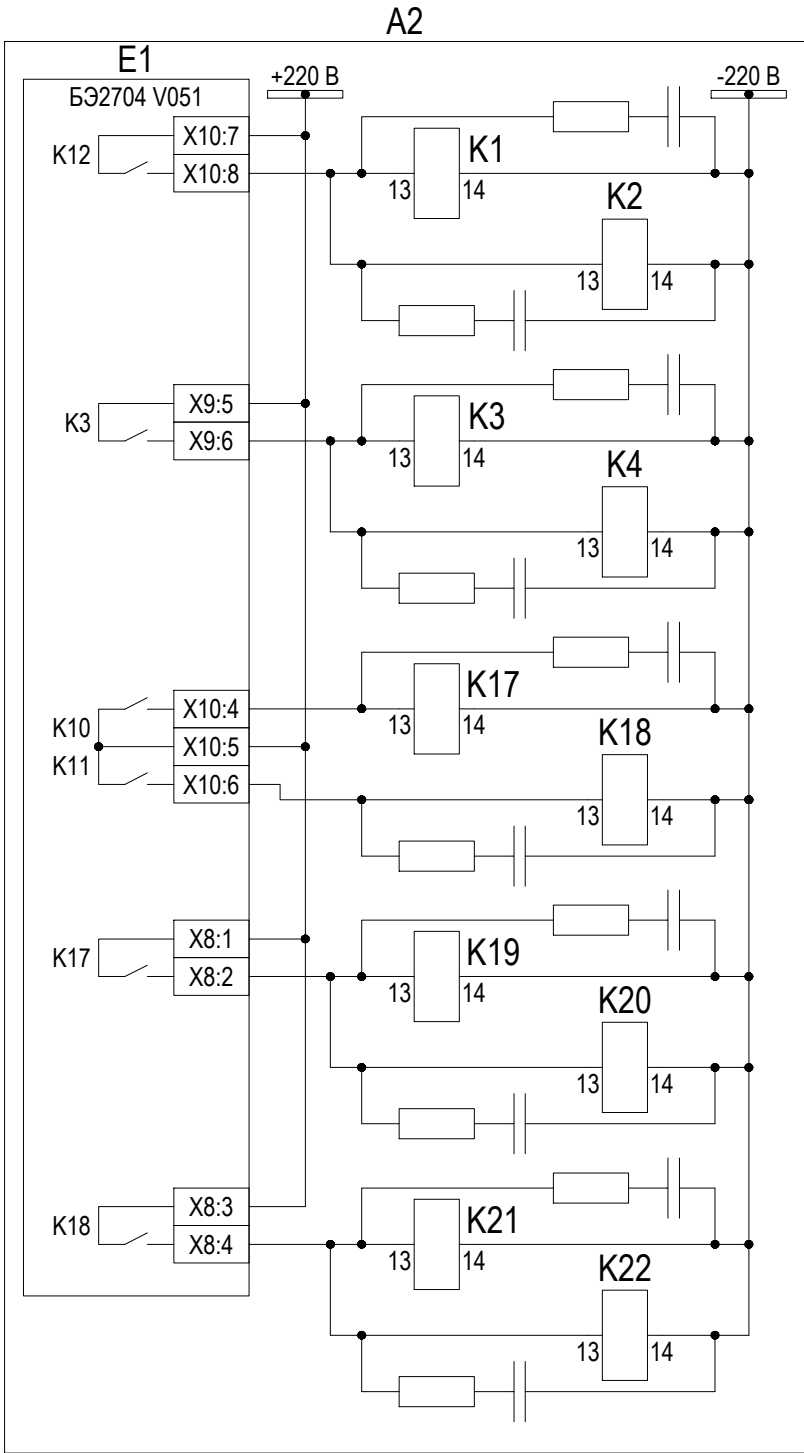 A2
E1
+220 В
-220 В
БЭ2704 V051
X10:7
K12
X10:8
K1
13
14
K2
13
14
X9:5
K3
X9:6
K3
13
14
K4
13
14
K10
X10:4
X10:5
K11
X10:6
K17
13
14
K18
13
14
X8:1
K17
X8:2
K19
13
14
K20
13
14
X8:3
K18
X8:4
K21
13
14
K22
13
14